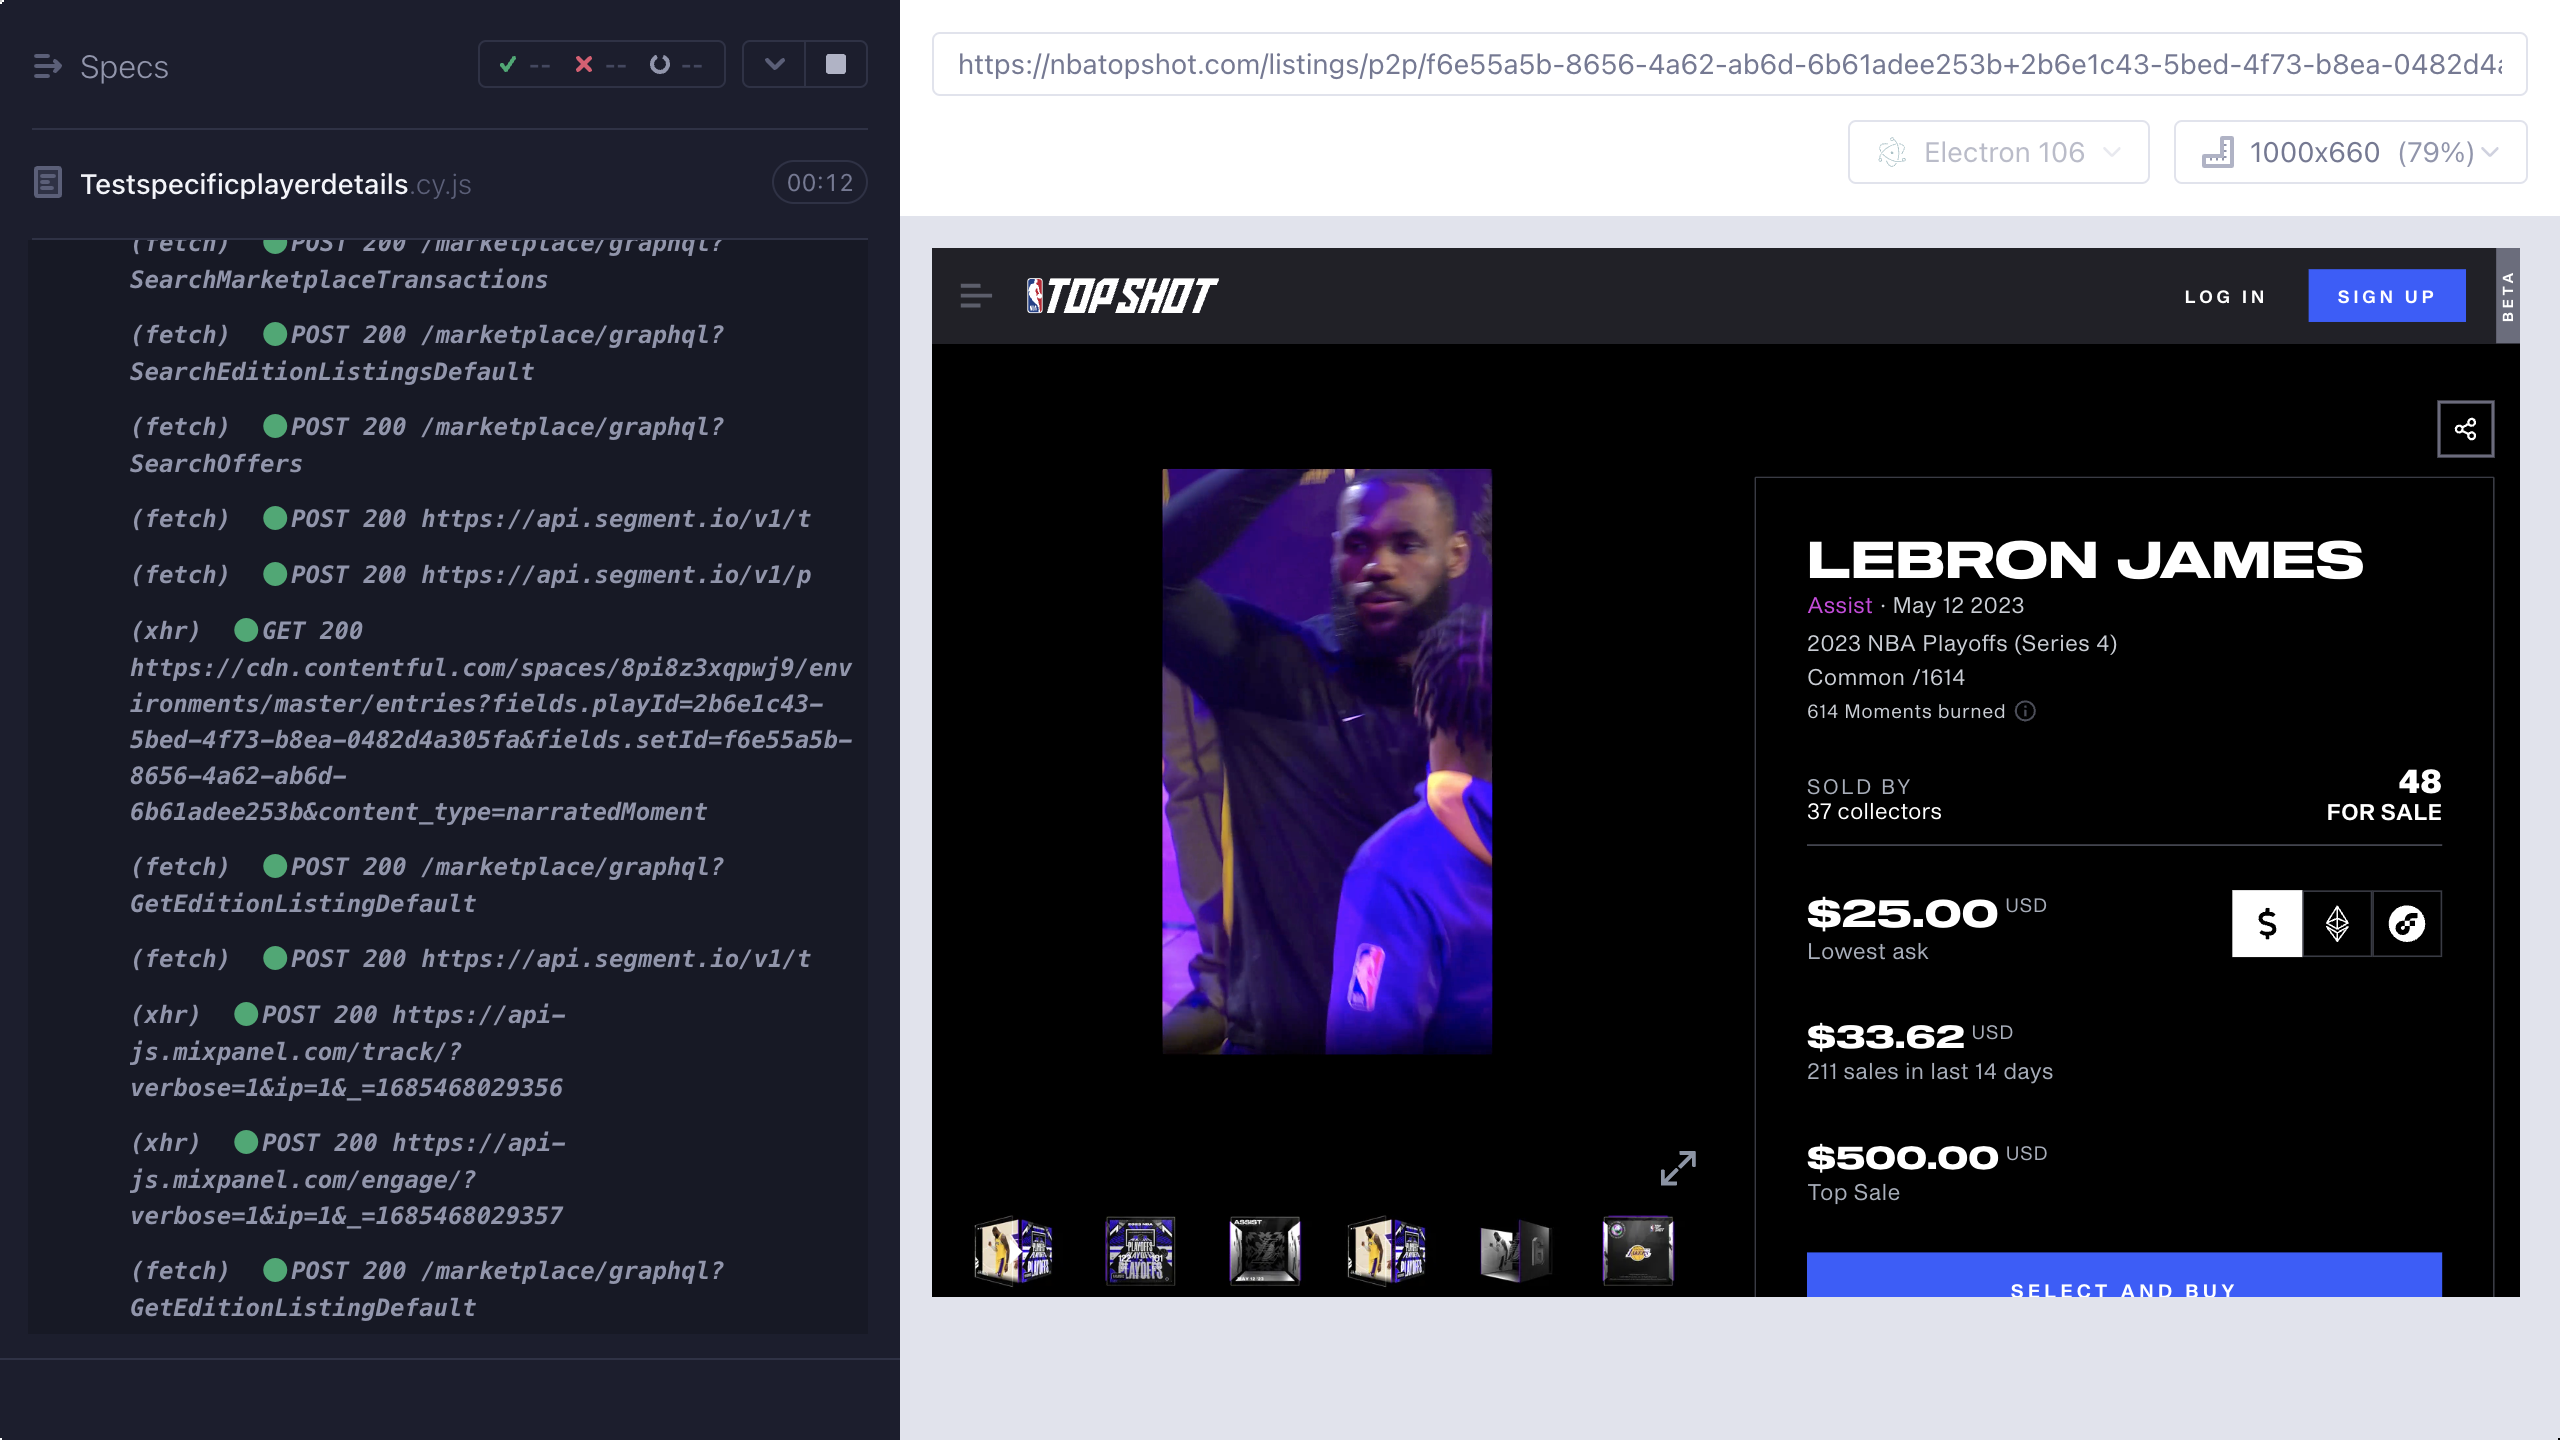 Specs
-- -- --
Testspecificplayerdetails.cy.js 00:12
(fetch) POST 200 /marketplace/graphql?
SearchMarketplaceTransactions
(fetch) POST 200 /marketplace/graphql?
SearchEditionListingsDefault
(fetch) POST 200 /marketplace/graphql?
SearchOffers
(fetch) POST 200 https://api.segment.io/v1/t
(fetch) POST 200 https://api.segment.io/v1/p
(xhr) GET 200
https://cdn.contentful.com/spaces/8pi8z3xqpwj9/env
ironments/master/entries?fields.playId=2b6e1c43-
5bed-4f73-b8ea-0482d4a305fa&fields.setId=f6e55a5b-
8656-4a62-ab6d-
6b61adee253b&content_type=narratedMoment
(fetch) POST 200 /marketplace/graphql?
GetEditionListingDefault
(fetch) POST 200 https://api.segment.io/v1/t
(xhr) POST 200 https://api-
js.mixpanel.com/track/?
verbose=1&ip=1&_=1685468029356
(xhr) POST 200 https://api-
js.mixpanel.com/engage/?
verbose=1&ip=1&_=1685468029357
(fetch) POST 200 /marketplace/graphql?
GetEditionListingDefault
https://nbatopshot.com/listings/p2p/f6e55a5b-8656-4a62-ab6d-6b61adee253b+2b6e1c43-5bed-4f73-b8ea-0482d4a
Electron 106
1000x660 (79%)
TOP SHOT
LOG IN
SIGN UP
BETA
LEBRON JAMES
Assist · May 12 2023
2023 NBA Playoffs (Series 4)
Common /1614
614 Moments burned
SOLD BY
37 collectors
48
FOR SALE
$25.00 USD
Lowest ask
$33.62 USD
211 sales in last 14 days
$500.00 USD
Top Sale
SELECT AND BUY